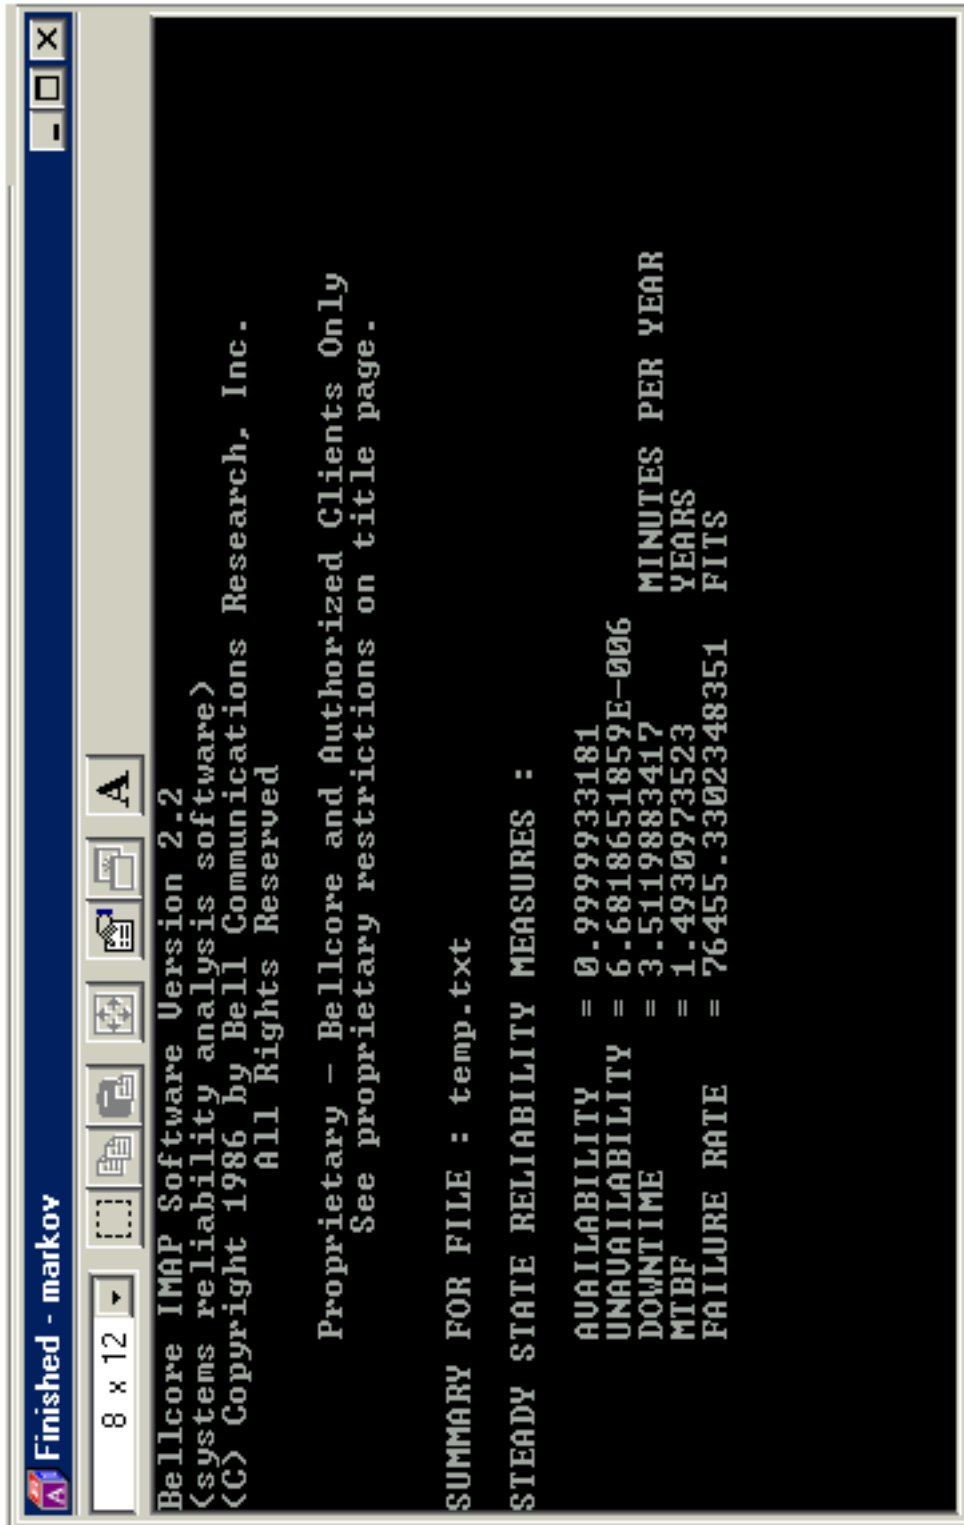 Finished - markov
8 x 12
A
Bellcore IMAP Software Version 2.2
(systems reliability analysis software)
(C) Copyright 1986 by Bell Communications Research, Inc.
All Rights Reserved
Proprietary - Bellcore and Authorized Clients Only
See proprietary restrictions on title page.
SUMMARY FOR FILE : temp.txt
STEADY STATE RELIABILITY MEASURES :
AVAILABILITY = 0.9999933181
UNAVAILABILITY = 6.6818651859E-006
DOWNTIME = 3.5119883417 MINUTES PER YEAR
MTBF = 1.4930973523 YEARS
FAILURE RATE = 76455.3302348351 FITS